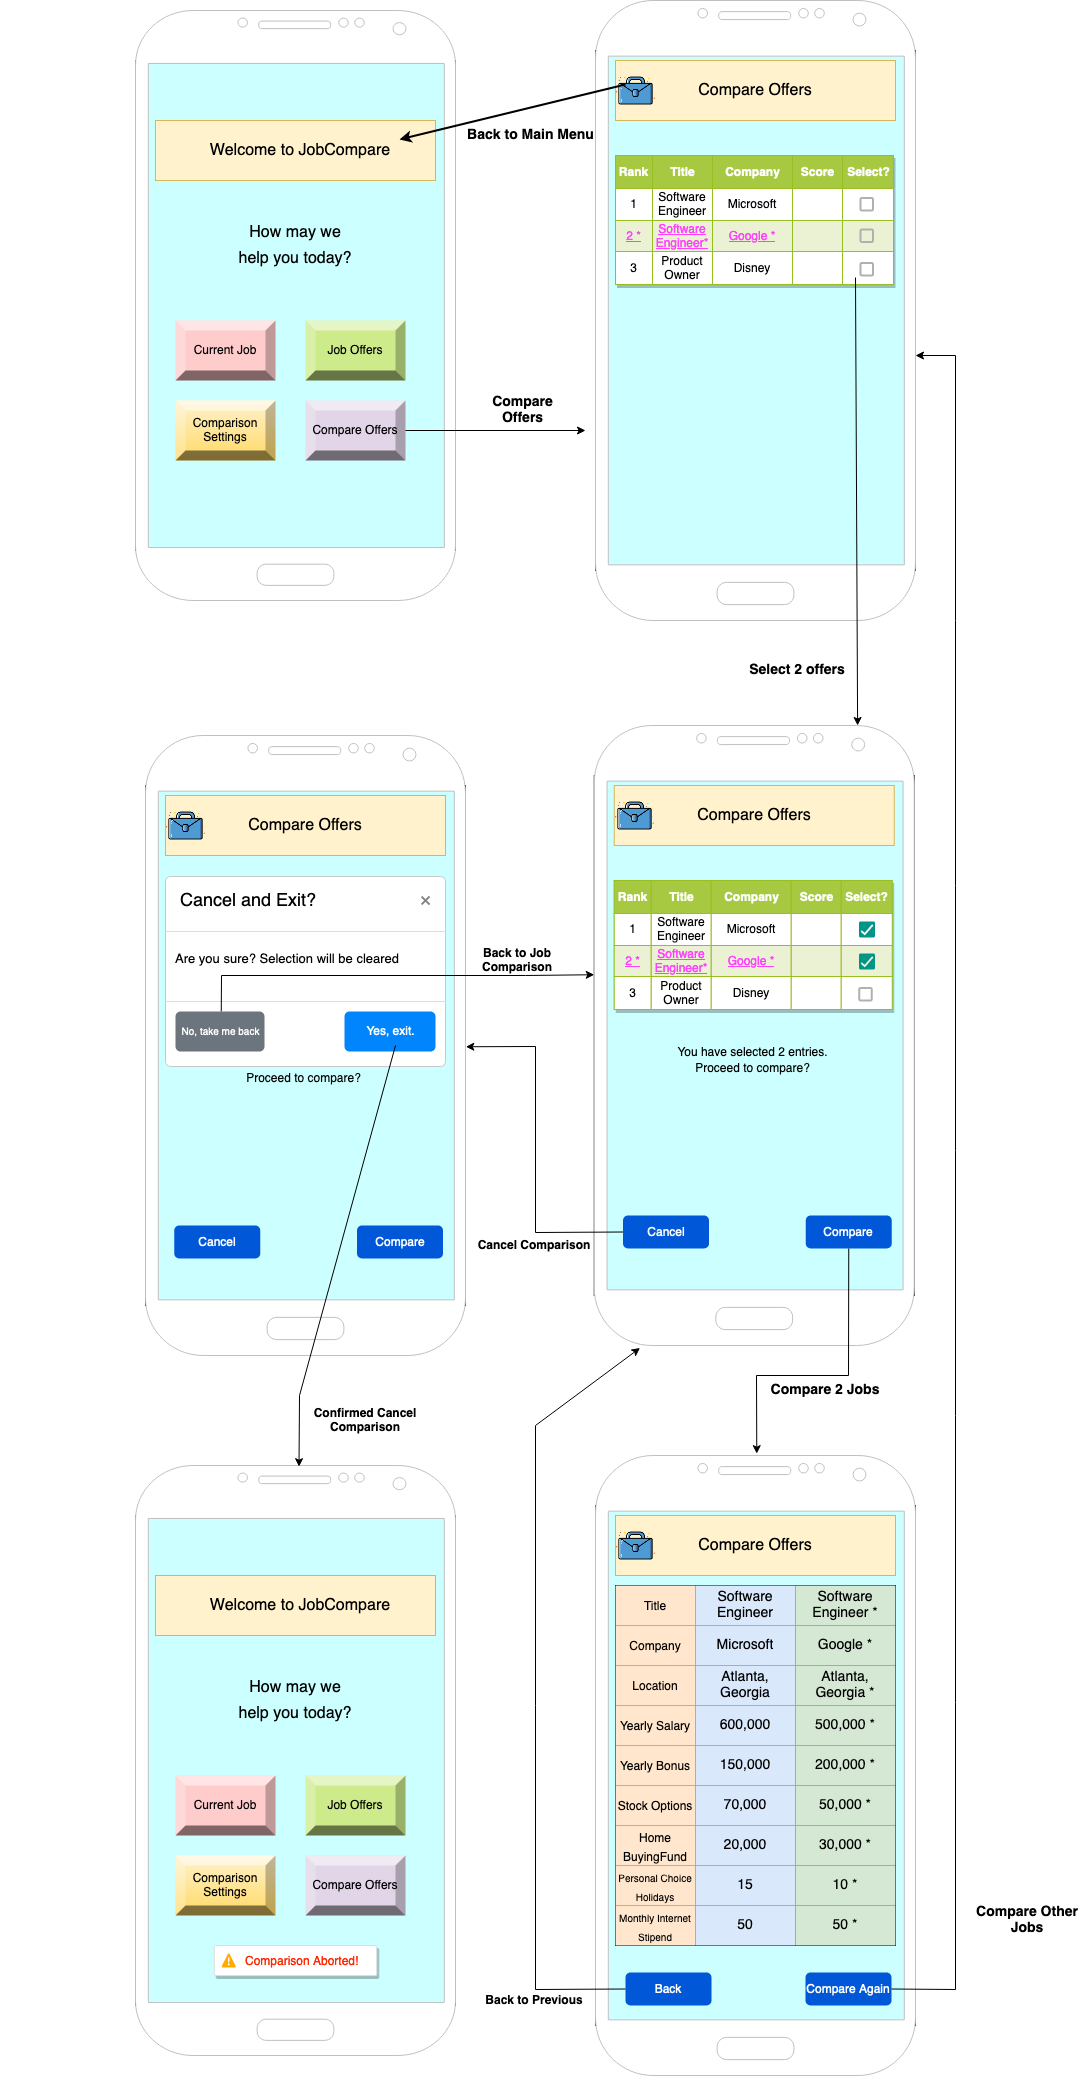 Welcome to JobCompare
How may we
help you today?
Current Job
Job Offers
Comparison
Settings
Compare Offers
Back to Main Menu
Compare
Offers
Compare Offers
Rank Title Company Score Select?
1 Software Engineer Microsoft
2 * Software Engineer* Google *
3 Product Owner Disney
Select 2 offers
Compare Offers
Cancel and Exit? ×
Are you sure? Selection will be cleared
No, take me back
Yes, exit.
Proceed to compare?
Cancel
Compare
Back to Job
Comparison
Cancel Comparison
Compare Offers
Rank Title Company Score Select?
1 Software Engineer Microsoft
2 * Software Engineer* Google *
3 Product Owner Disney
You have selected 2 entries.
Proceed to compare?
Cancel
Compare
Confirmed Cancel
Comparison
Compare 2 Jobs
Welcome to JobCompare
How may we
help you today?
Current Job
Job Offers
Comparison
Settings
Compare Offers
Comparison Aborted!
Compare Offers
Title Software Engineer Software Engineer *
Company Microsoft Google *
Location Atlanta, Georgia Atlanta, Georgia *
Yearly Salary 600,000 500,000 *
Yearly Bonus 150,000 200,000 *
Stock Options 70,000 50,000 *
Home BuyingFund 20,000 30,000 *
Personal Choice Holidays 15 10 *
Monthly Internet Stipend 50 50 *
Back
Compare Again
Back to Previous
Compare Other
Jobs